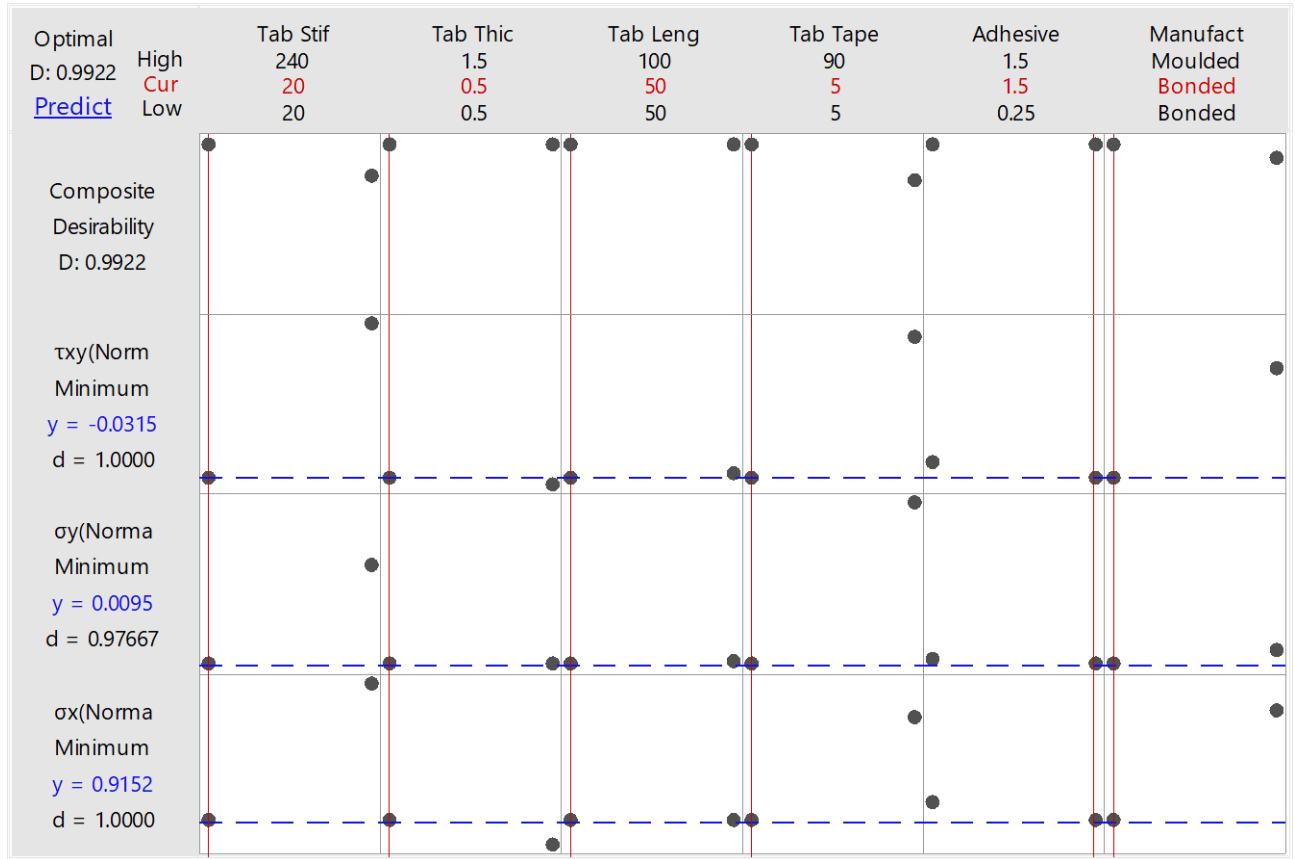 Optimal
D: 0.9922
Predict
High
Cur
Low
Tab Stif
240
20
20
Tab Thic
1.5
0.5
0.5
Tab Leng
100
50
50
Tab Tape
90
5
5
Adhesive
1.5
1.5
0.25
Manufact
Moulded
Bonded
Bonded
Composite
Desirability
D: 0.9922
τxy(Norm
Minimum
y = -0.0315
d = 1.0000
σy(Norma
Minimum
y = 0.0095
d = 0.97667
σx(Norma
Minimum
y = 0.9152
d = 1.0000